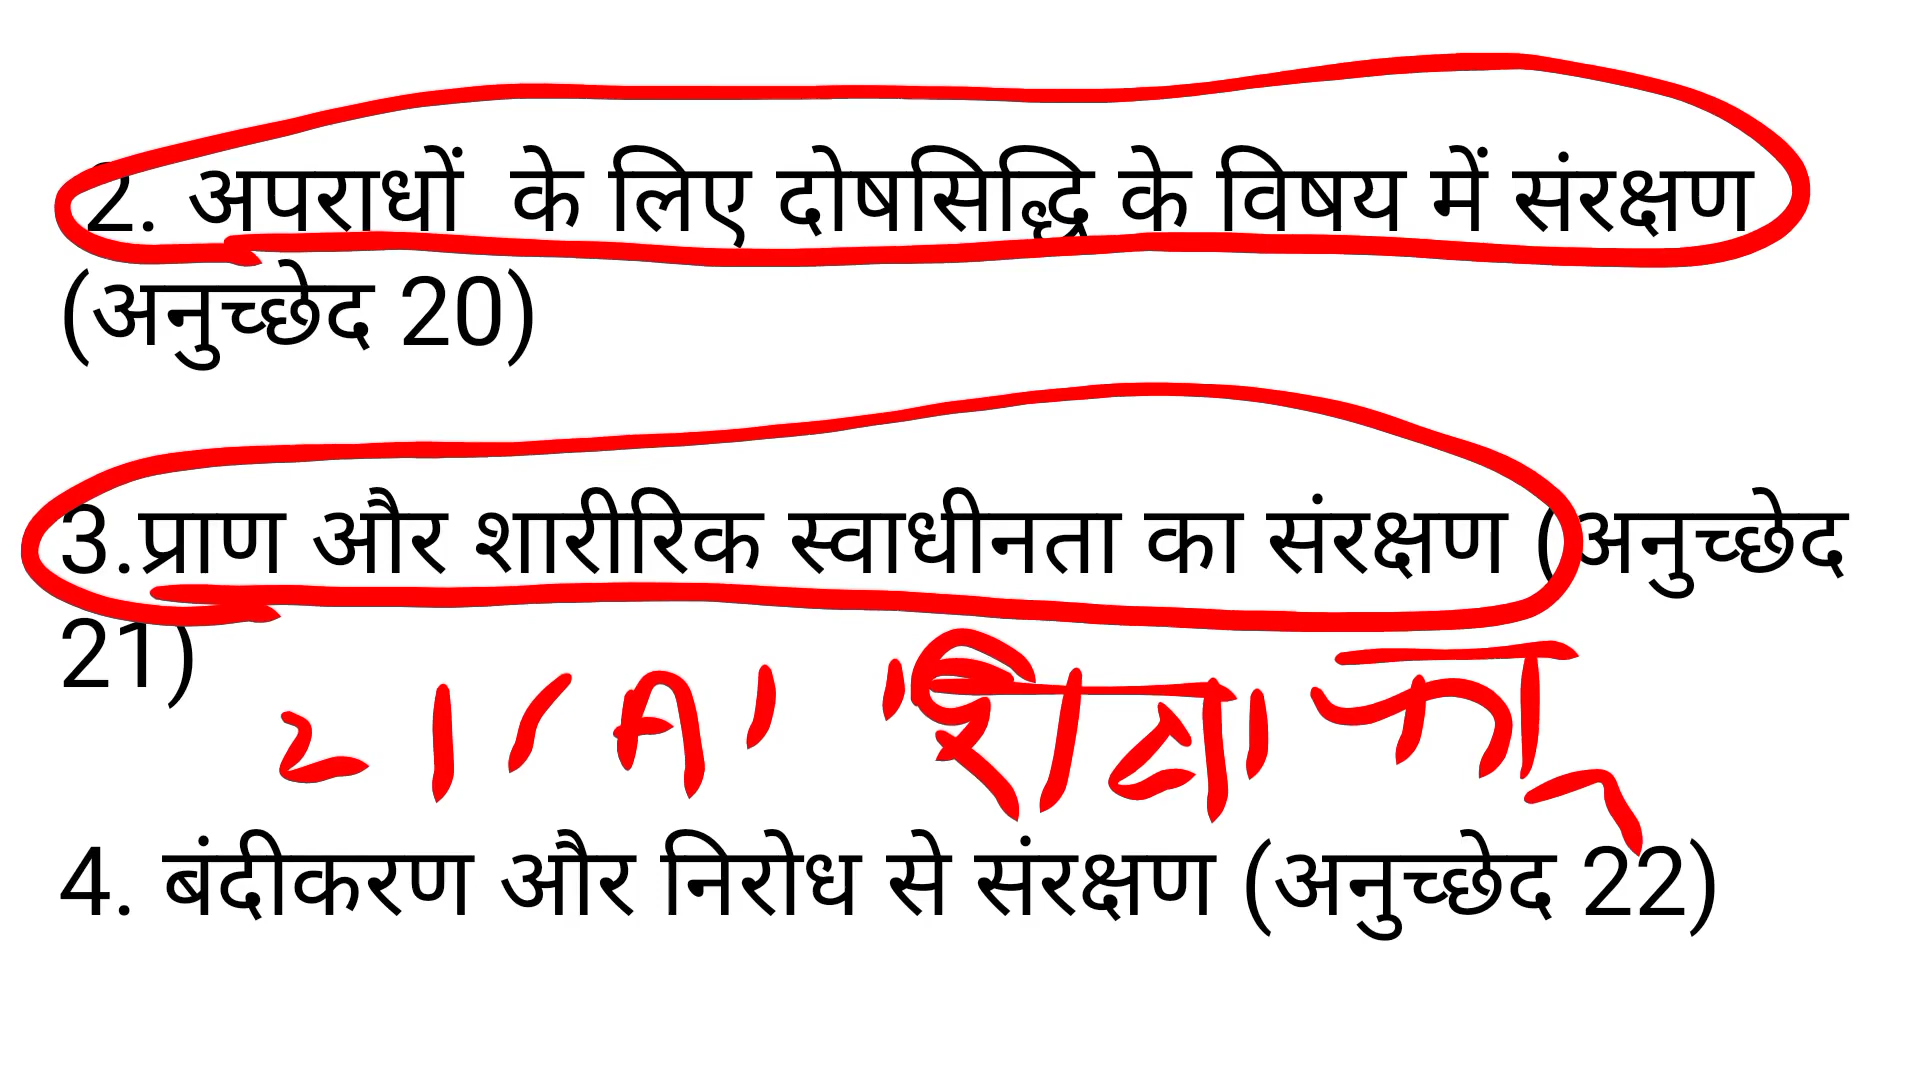 2. अपराधों के लिए दोषसिद्धि के विषय में संरक्षण
(अनुच्छेद 20)
3.प्राण और शारीरिक स्वाधीनता का संरक्षण (अनुच्छेद
21)
21 'A' 'शिक्षा' का
4. बंदीकरण और निरोध से संरक्षण (अनुच्छेद 22)